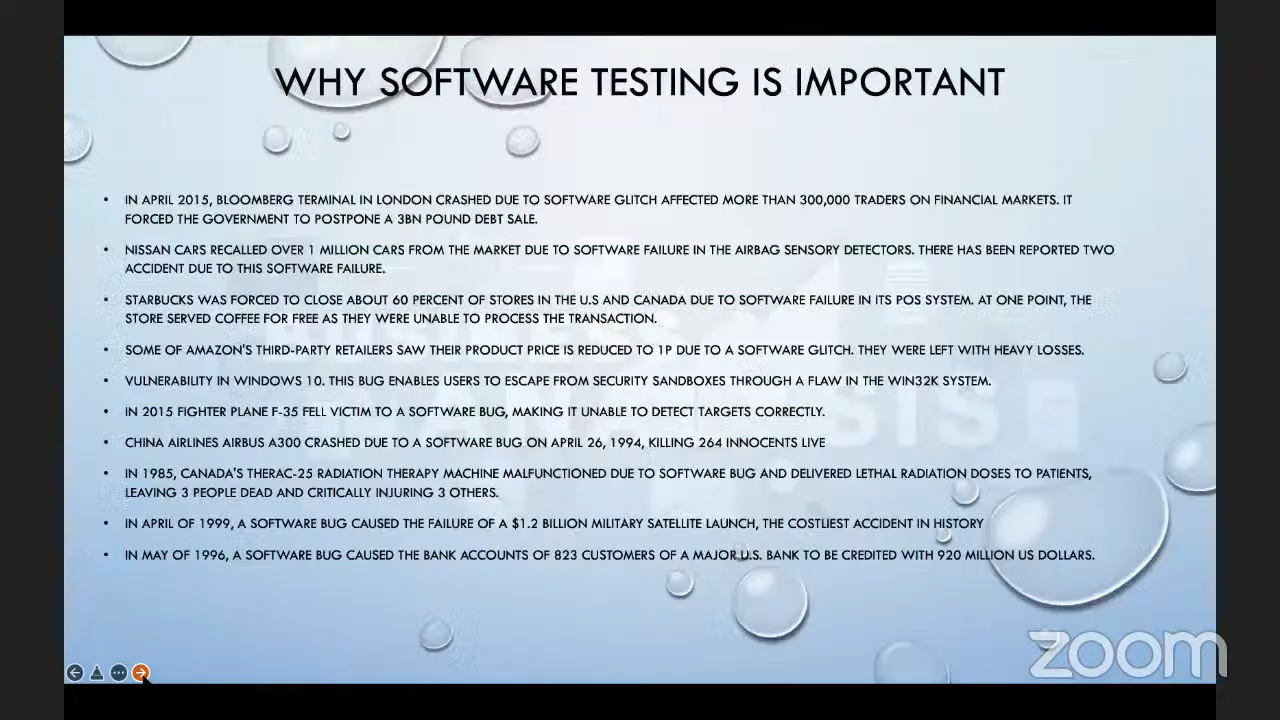 WHY SOFTWARE TESTING IS IMPORTANT
• IN APRIL 2015, BLOOMBERG TERMINAL IN LONDON CRASHED DUE TO SOFTWARE GLITCH AFFECTED MORE THAN 300,000 TRADERS ON FINANCIAL MARKETS. IT
FORCED THE GOVERNMENT TO POSTPONE A 3BN POUND DEBT SALE.
• NISSAN CARS RECALLED OVER 1 MILLION CARS FROM THE MARKET DUE TO SOFTWARE FAILURE IN THE AIRBAG SENSORY DETECTORS. THERE HAS BEEN REPORTED TWO
ACCIDENT DUE TO THIS SOFTWARE FAILURE.
• STARBUCKS WAS FORCED TO CLOSE ABOUT 60 PERCENT OF STORES IN THE U.S AND CANADA DUE TO SOFTWARE FAILURE IN ITS POS SYSTEM. AT ONE POINT, THE
STORE SERVED COFFEE FOR FREE AS THEY WERE UNABLE TO PROCESS THE TRANSACTION.
• SOME OF AMAZON'S THIRD-PARTY RETAILERS SAW THEIR PRODUCT PRICE IS REDUCED TO 1P DUE TO A SOFTWARE GLITCH. THEY WERE LEFT WITH HEAVY LOSSES.
• VULNERABILITY IN WINDOWS 10. THIS BUG ENABLES USERS TO ESCAPE FROM SECURITY SANDBOXES THROUGH A FLAW IN THE WIN32K SYSTEM.
• IN 2015 FIGHTER PLANE F-35 FELL VICTIM TO A SOFTWARE BUG, MAKING IT UNABLE TO DETECT TARGETS CORRECTLY.
• CHINA AIRLINES AIRBUS A300 CRASHED DUE TO A SOFTWARE BUG ON APRIL 26, 1994, KILLING 264 INNOCENTS LIVE
• IN 1985, CANADA'S THERAC-25 RADIATION THERAPY MACHINE MALFUNCTIONED DUE TO SOFTWARE BUG AND DELIVERED LETHAL RADIATION DOSES TO PATIENTS,
LEAVING 3 PEOPLE DEAD AND CRITICALLY INJURING 3 OTHERS.
• IN APRIL OF 1999, A SOFTWARE BUG CAUSED THE FAILURE OF A $1.2 BILLION MILITARY SATELLITE LAUNCH, THE COSTLIEST ACCIDENT IN HISTORY
• IN MAY OF 1996, A SOFTWARE BUG CAUSED THE BANK ACCOUNTS OF 823 CUSTOMERS OF A MAJOR U.S. BANK TO BE CREDITED WITH 920 MILLION US DOLLARS.
zoom